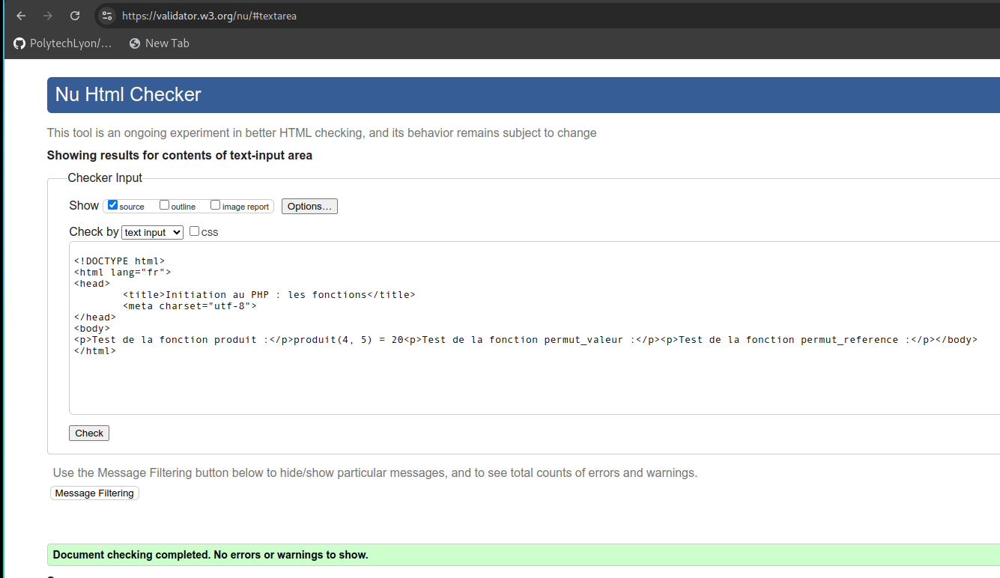 https://validator.w3.org/nu/#textarea
PolytechLyon/... New Tab
Nu Html Checker
This tool is an ongoing experiment in better HTML checking, and its behavior remains subject to change
Showing results for contents of text-input area
Checker Input
Show source outline image report Options...
Check by text input CSS
<!DOCTYPE html>
<html lang="fr">
<head>
<title>Initiation au PHP : les fonctions</title>
<meta charset="utf-8">
</head>
<body>
<p>Test de la fonction produit :</p>produit(4, 5) = 20<p>Test de la fonction permut_valeur :</p><p>Test de la fonction permut_reference :</p></body>
</html>
Check
Use the Message Filtering button below to hide/show particular messages, and to see total counts of errors and warnings.
Message Filtering
Document checking completed. No errors or warnings to show.